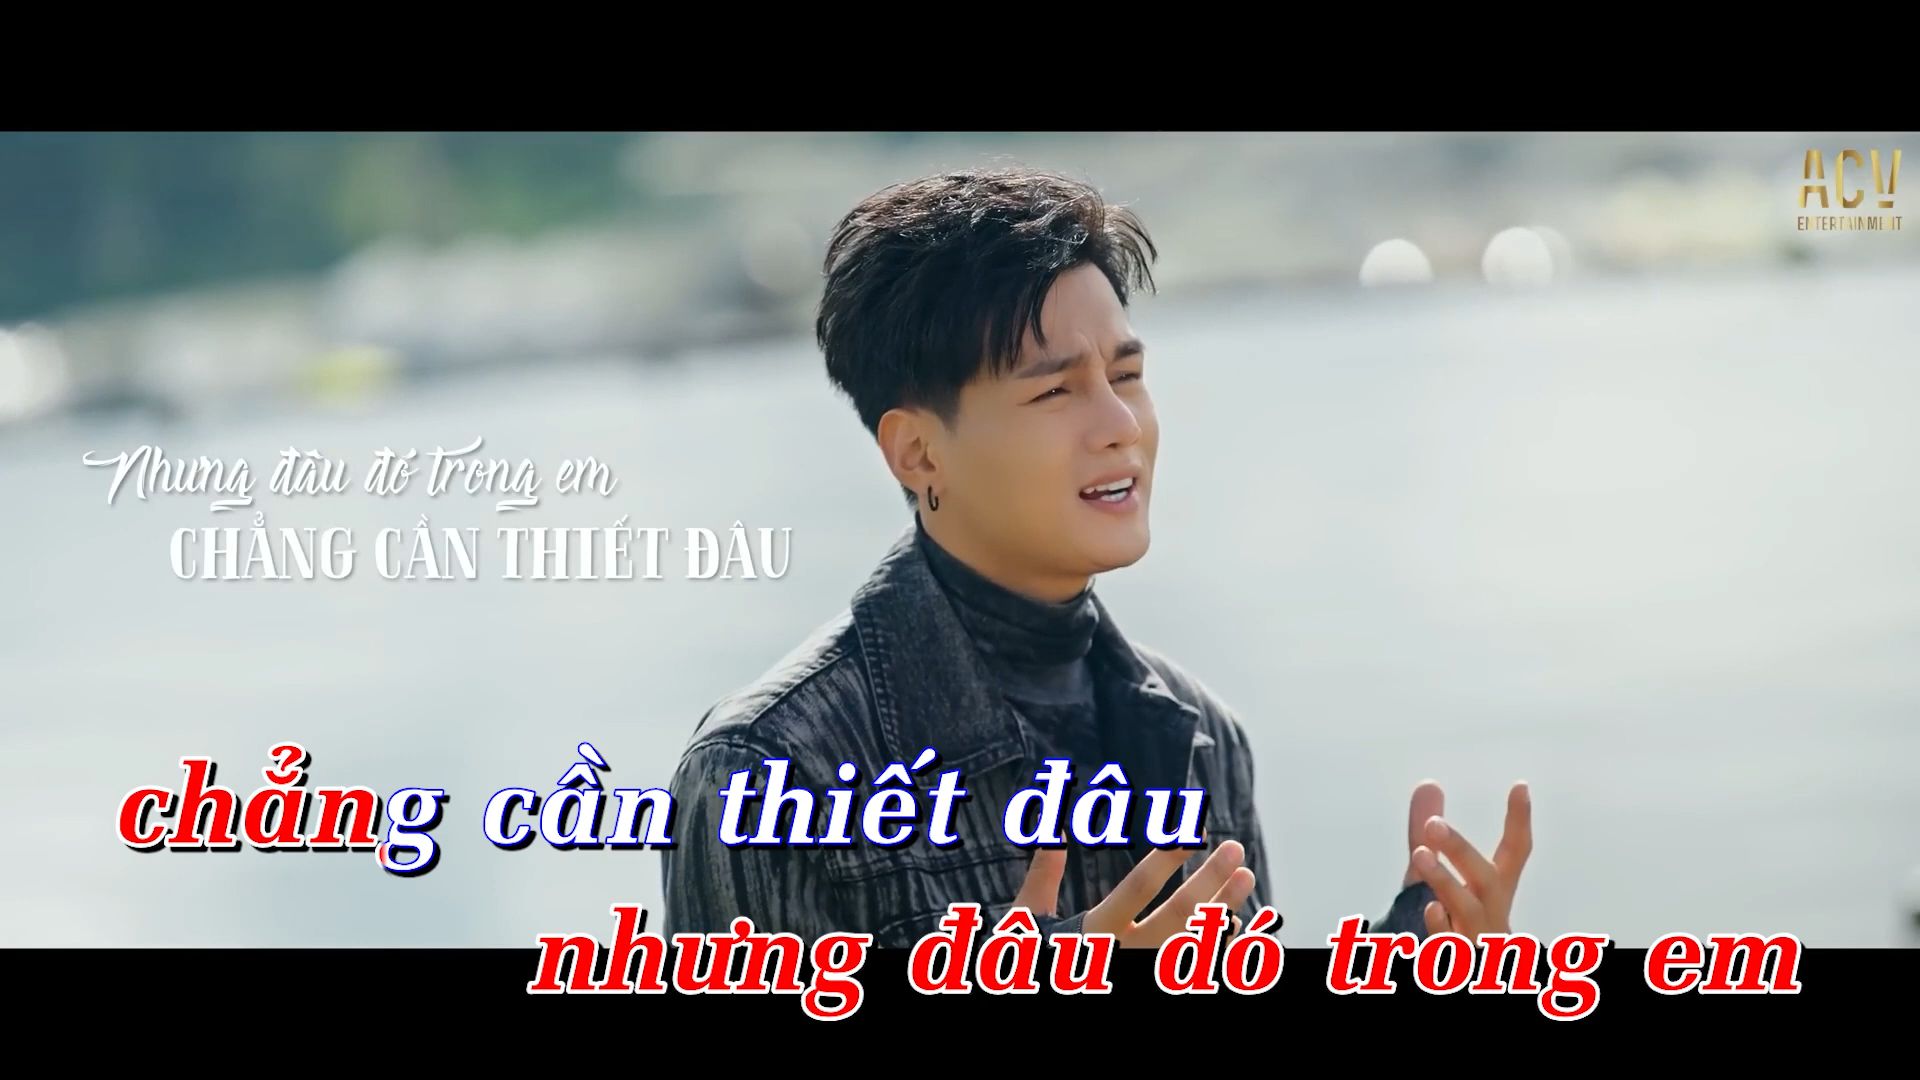 ACV
ENTERTAINMENT
Nhưng đâu đó trong em
CHẲNG CẦN THIẾT ĐÂU
chẳng cần thiết đâu
nhưng đâu đó trong em